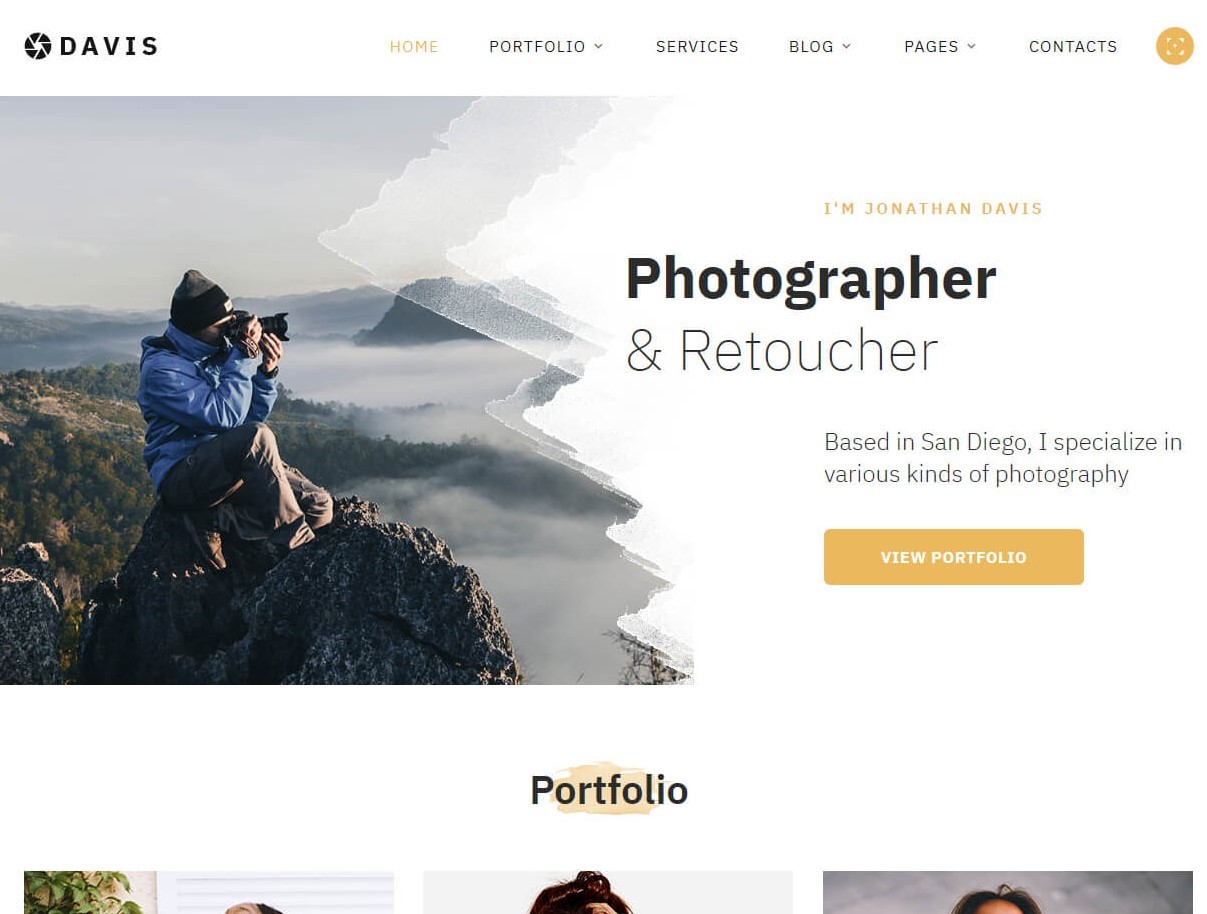 DAVIS
HOME
PORTFOLIO
SERVICES
BLOG
PAGES
CONTACTS
I'M JONATHAN DAVIS
Photographer
& Retoucher
Based in San Diego, I specialize in
various kinds of photography
VIEW PORTFOLIO
Portfolio